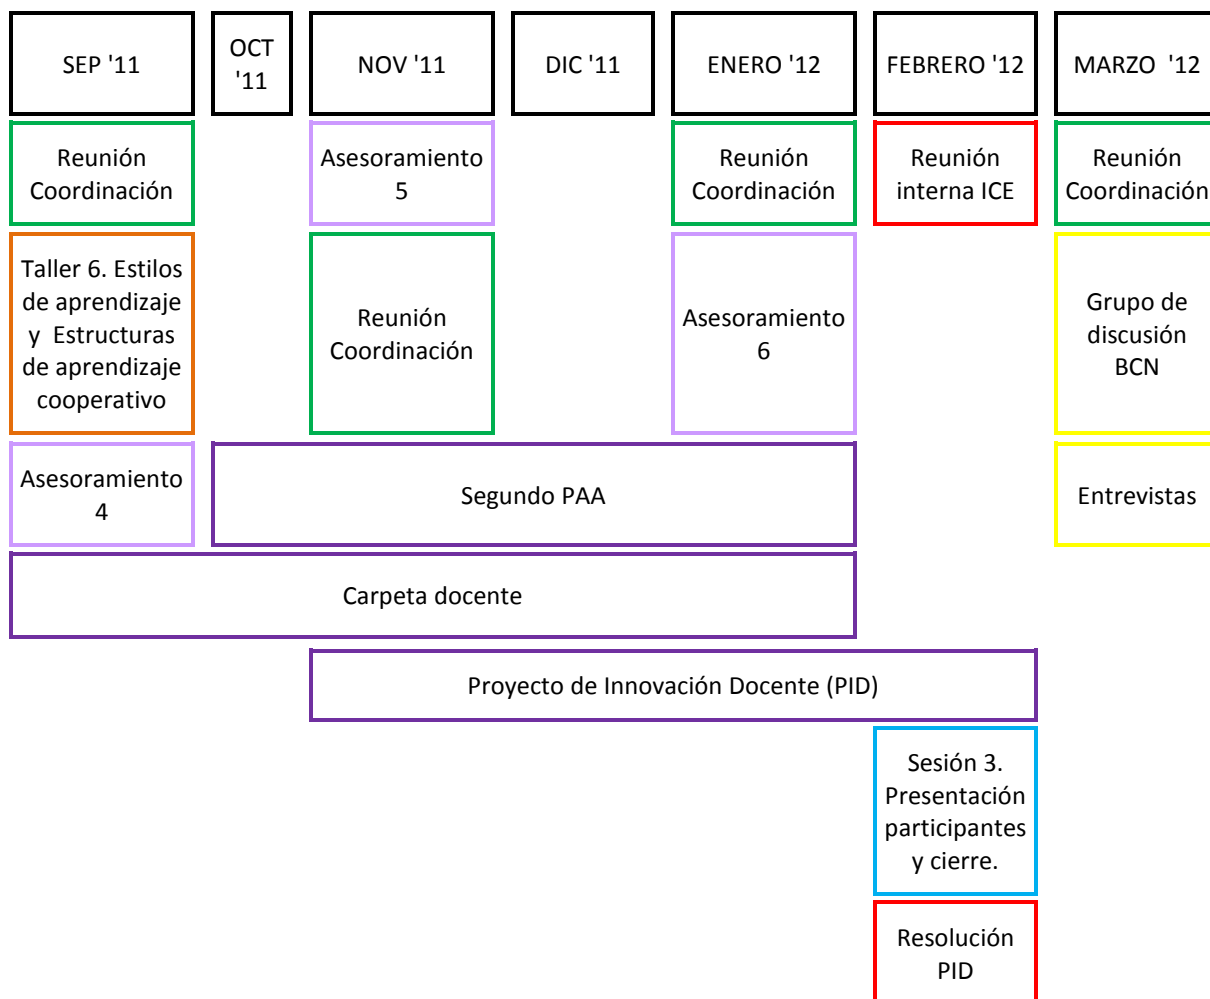 SEP '11
OCT
'11
NOV '11
DIC '11
ENERO '12
FEBRERO '12
MARZO '12
Reunión
Coordinación
Asesoramiento
5
Reunión
Coordinación
Reunión
interna ICE
Reunión
Coordinación
Taller 6. Estilos
de aprendizaje
y Estructuras
de aprendizaje
cooperativo
Reunión
Coordinación
Asesoramiento
6
Grupo de
discusión
BCN
Asesoramiento
4
Segundo PAA
Entrevistas
Carpeta docente
Proyecto de Innovación Docente (PID)
Sesión 3.
Presentación
participantes
y cierre.
Resolución
PID